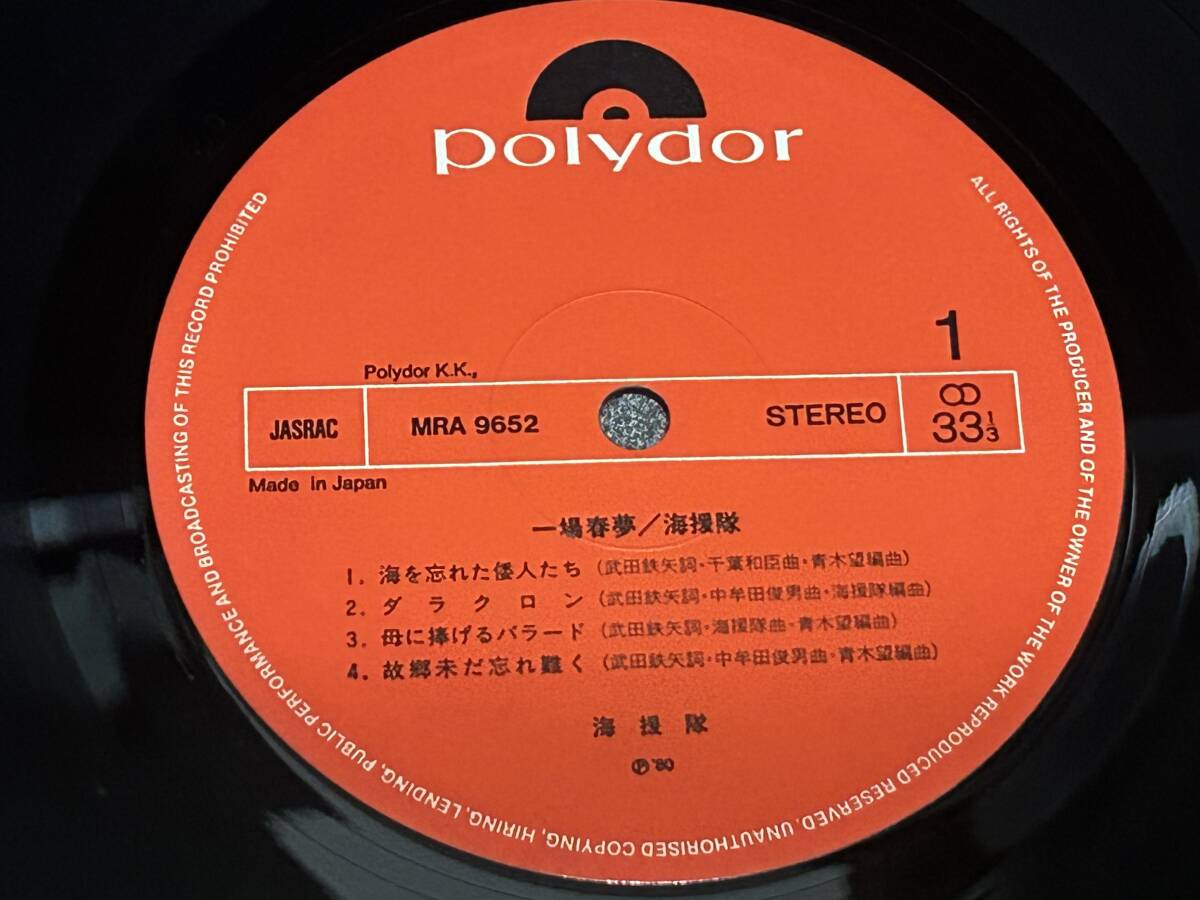 polydor
1
Polydor K.K.,
JASRAC
MRA 9652
STEREO
33 1/3
Made in Japan
一場春夢／海援隊
1. 海を忘れた倭人たち (武田鉄矢詞・千葉和臣曲・青木望編曲)
2. ダラクロン (武田鉄矢詞・中牟田俊男曲・海援隊編曲)
3. 母に捧げるバラード (武田鉄矢詞・海援隊曲・青木望編曲)
4. 故郷未だ忘れ難く (武田鉄矢詞・中牟田俊男曲・青木望編曲)
海援隊
Ⓟ '80
ALL RIGHTS OF THE PRODUCER AND OF THE OWNER OF THE WORK REPRODUCED RESERVED. UNAUTHORISED COPYING, HIRING, LENDING, PUBLIC PERFORMANCE AND BROADCASTING OF THIS RECORD PROHIBITED